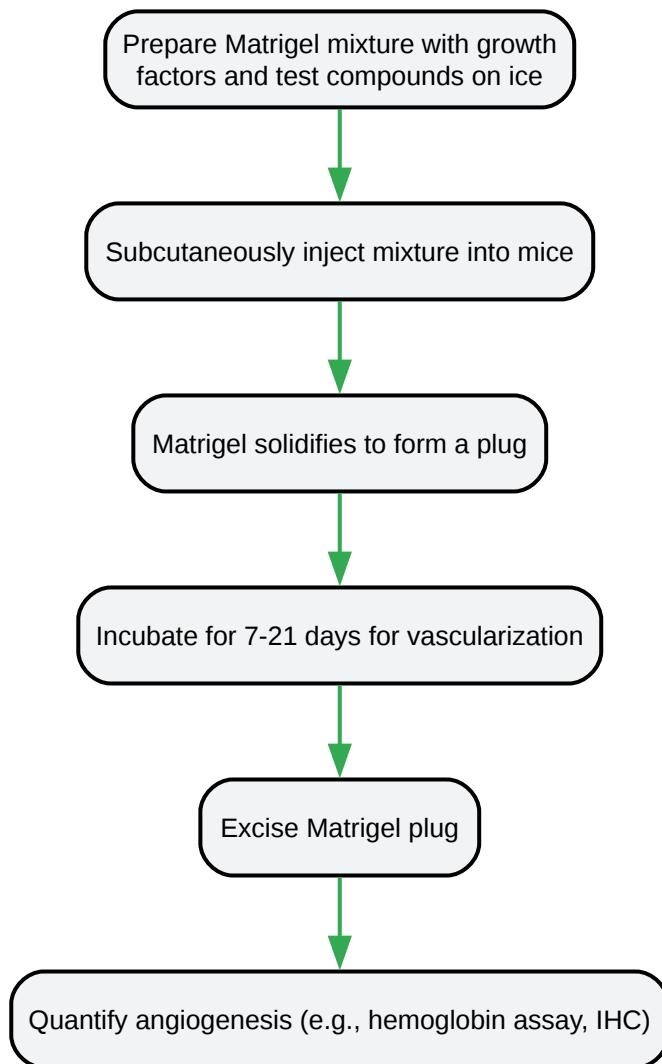 Prepare Matrigel mixture with growth
factors and test compounds on ice
Subcutaneously inject mixture into mice
Matrigel solidifies to form a plug
Incubate for 7-21 days for vascularization
Excise Matrigel plug
Quantify angiogenesis (e.g., hemoglobin assay, IHC)